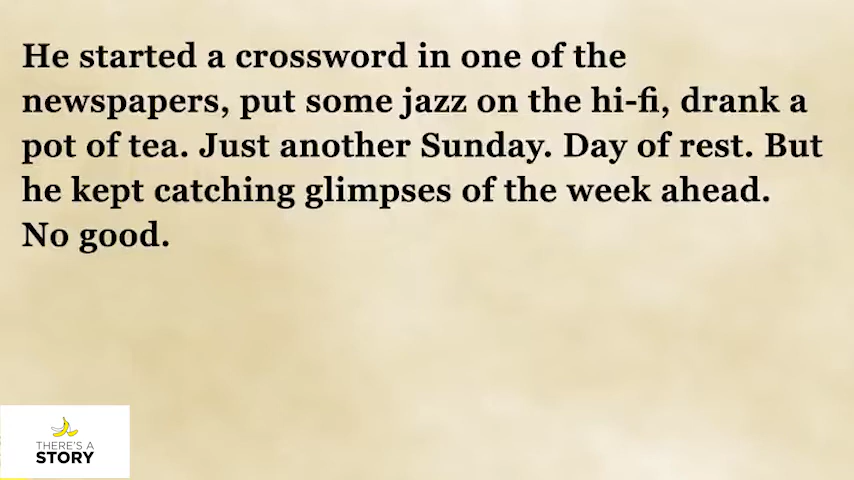 He started a crossword in one of the
newspapers, put some jazz on the hi-fi, drank a
pot of tea. Just another Sunday. Day of rest. But
he kept catching glimpses of the week ahead.
No good.
THERE'S A
STORY